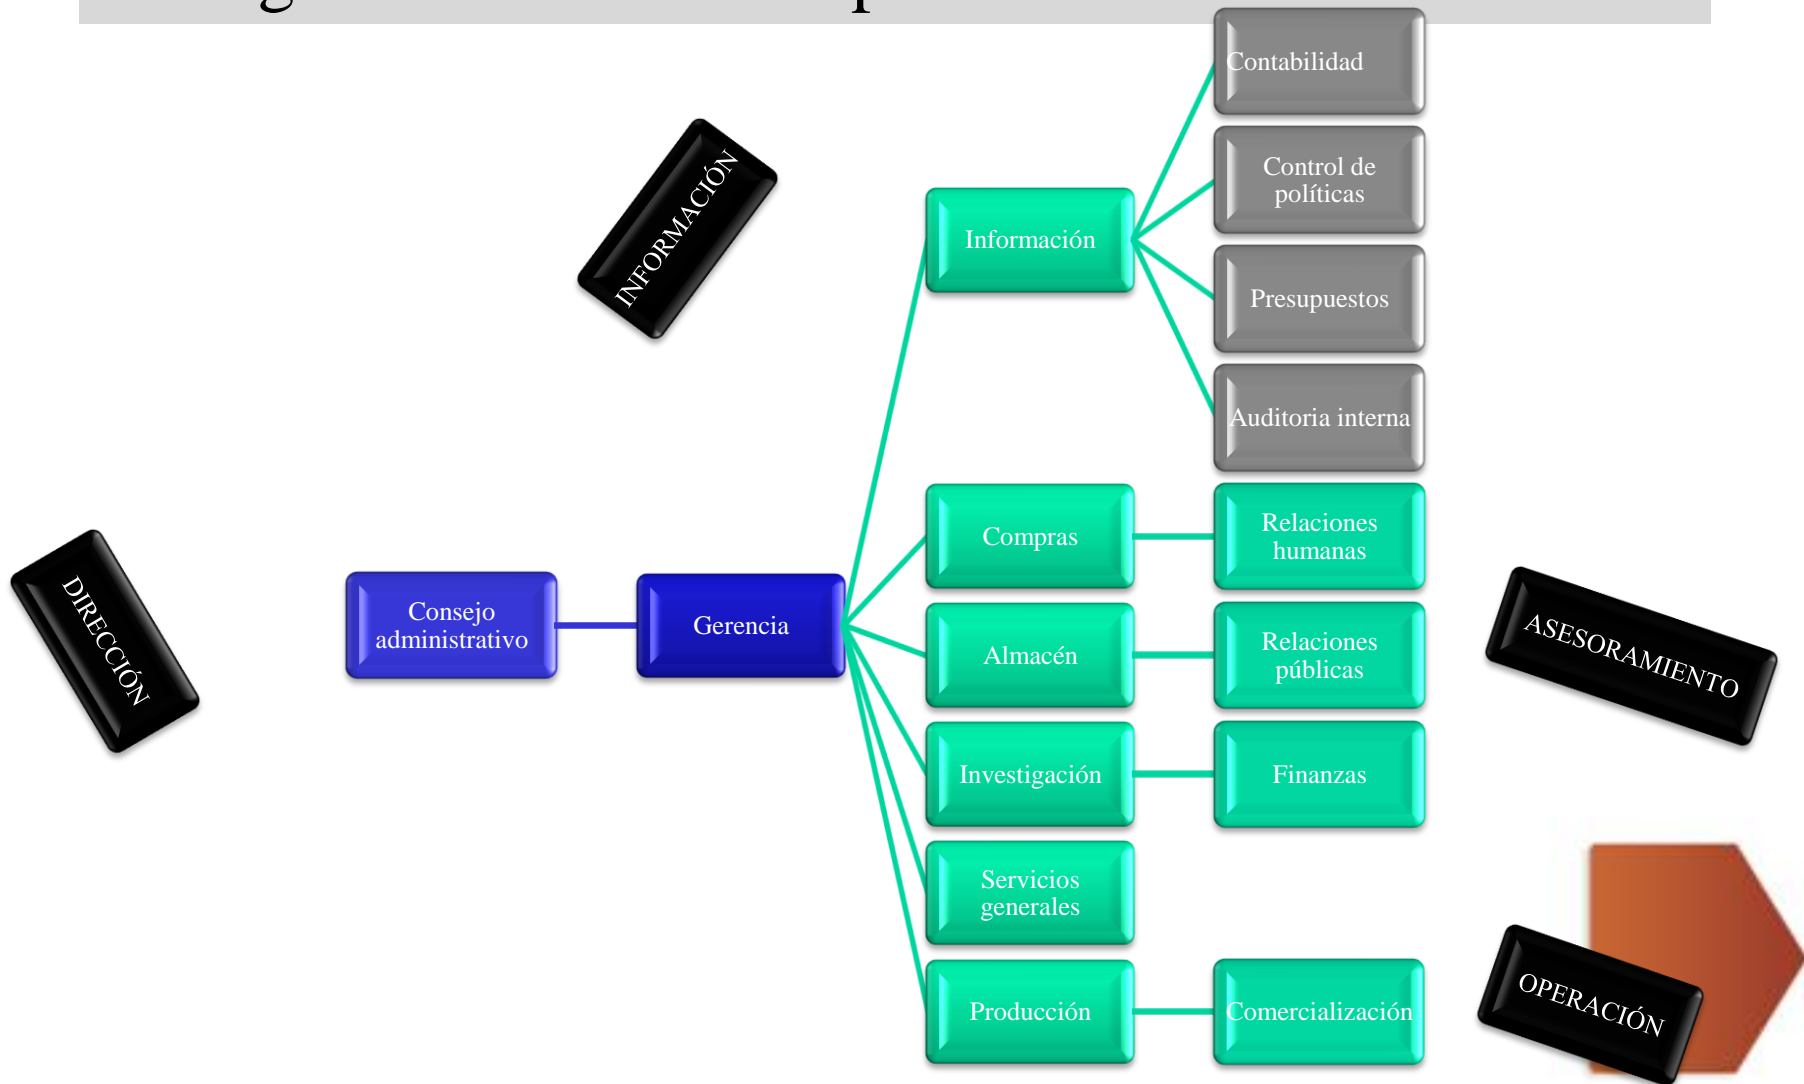 Contabilidad
INFORMACIÓN
Control de
políticas
Información
Presupuestos
Auditoria interna
Compras
Relaciones
humanas
DIRECCIÓN
Consejo
administrativo
Gerencia
Almacén
Relaciones
públicas
ASESORAMIENTO
Investigación
Finanzas
Servicios
generales
Producción
Comercialización
OPERACIÓN